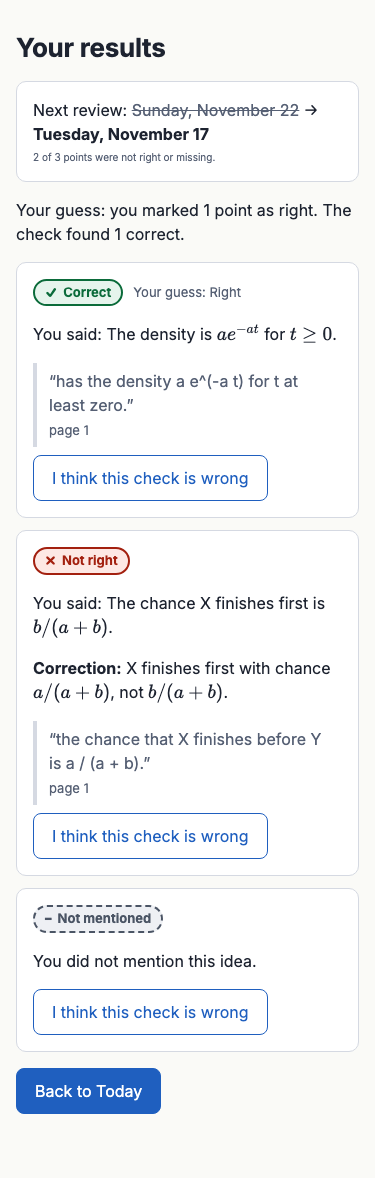 Your results
Next review: Sunday, November 22 →
Tuesday, November 17
2 of 3 points were not right or missing.
Your guess: you marked 1 point as right. The
check found 1 correct.
✓ Correct Your guess: Right
You said: The density is ae^{−at} for t ≥ 0.
“has the density a e^(-a t) for t at
least zero.”
page 1
I think this check is wrong
✕ Not right
You said: The chance X finishes first is
b/(a + b).
Correction: X finishes first with chance
a/(a + b), not b/(a + b).
“the chance that X finishes before Y
is a / (a + b).”
page 1
I think this check is wrong
– Not mentioned
You did not mention this idea.
I think this check is wrong
Back to Today